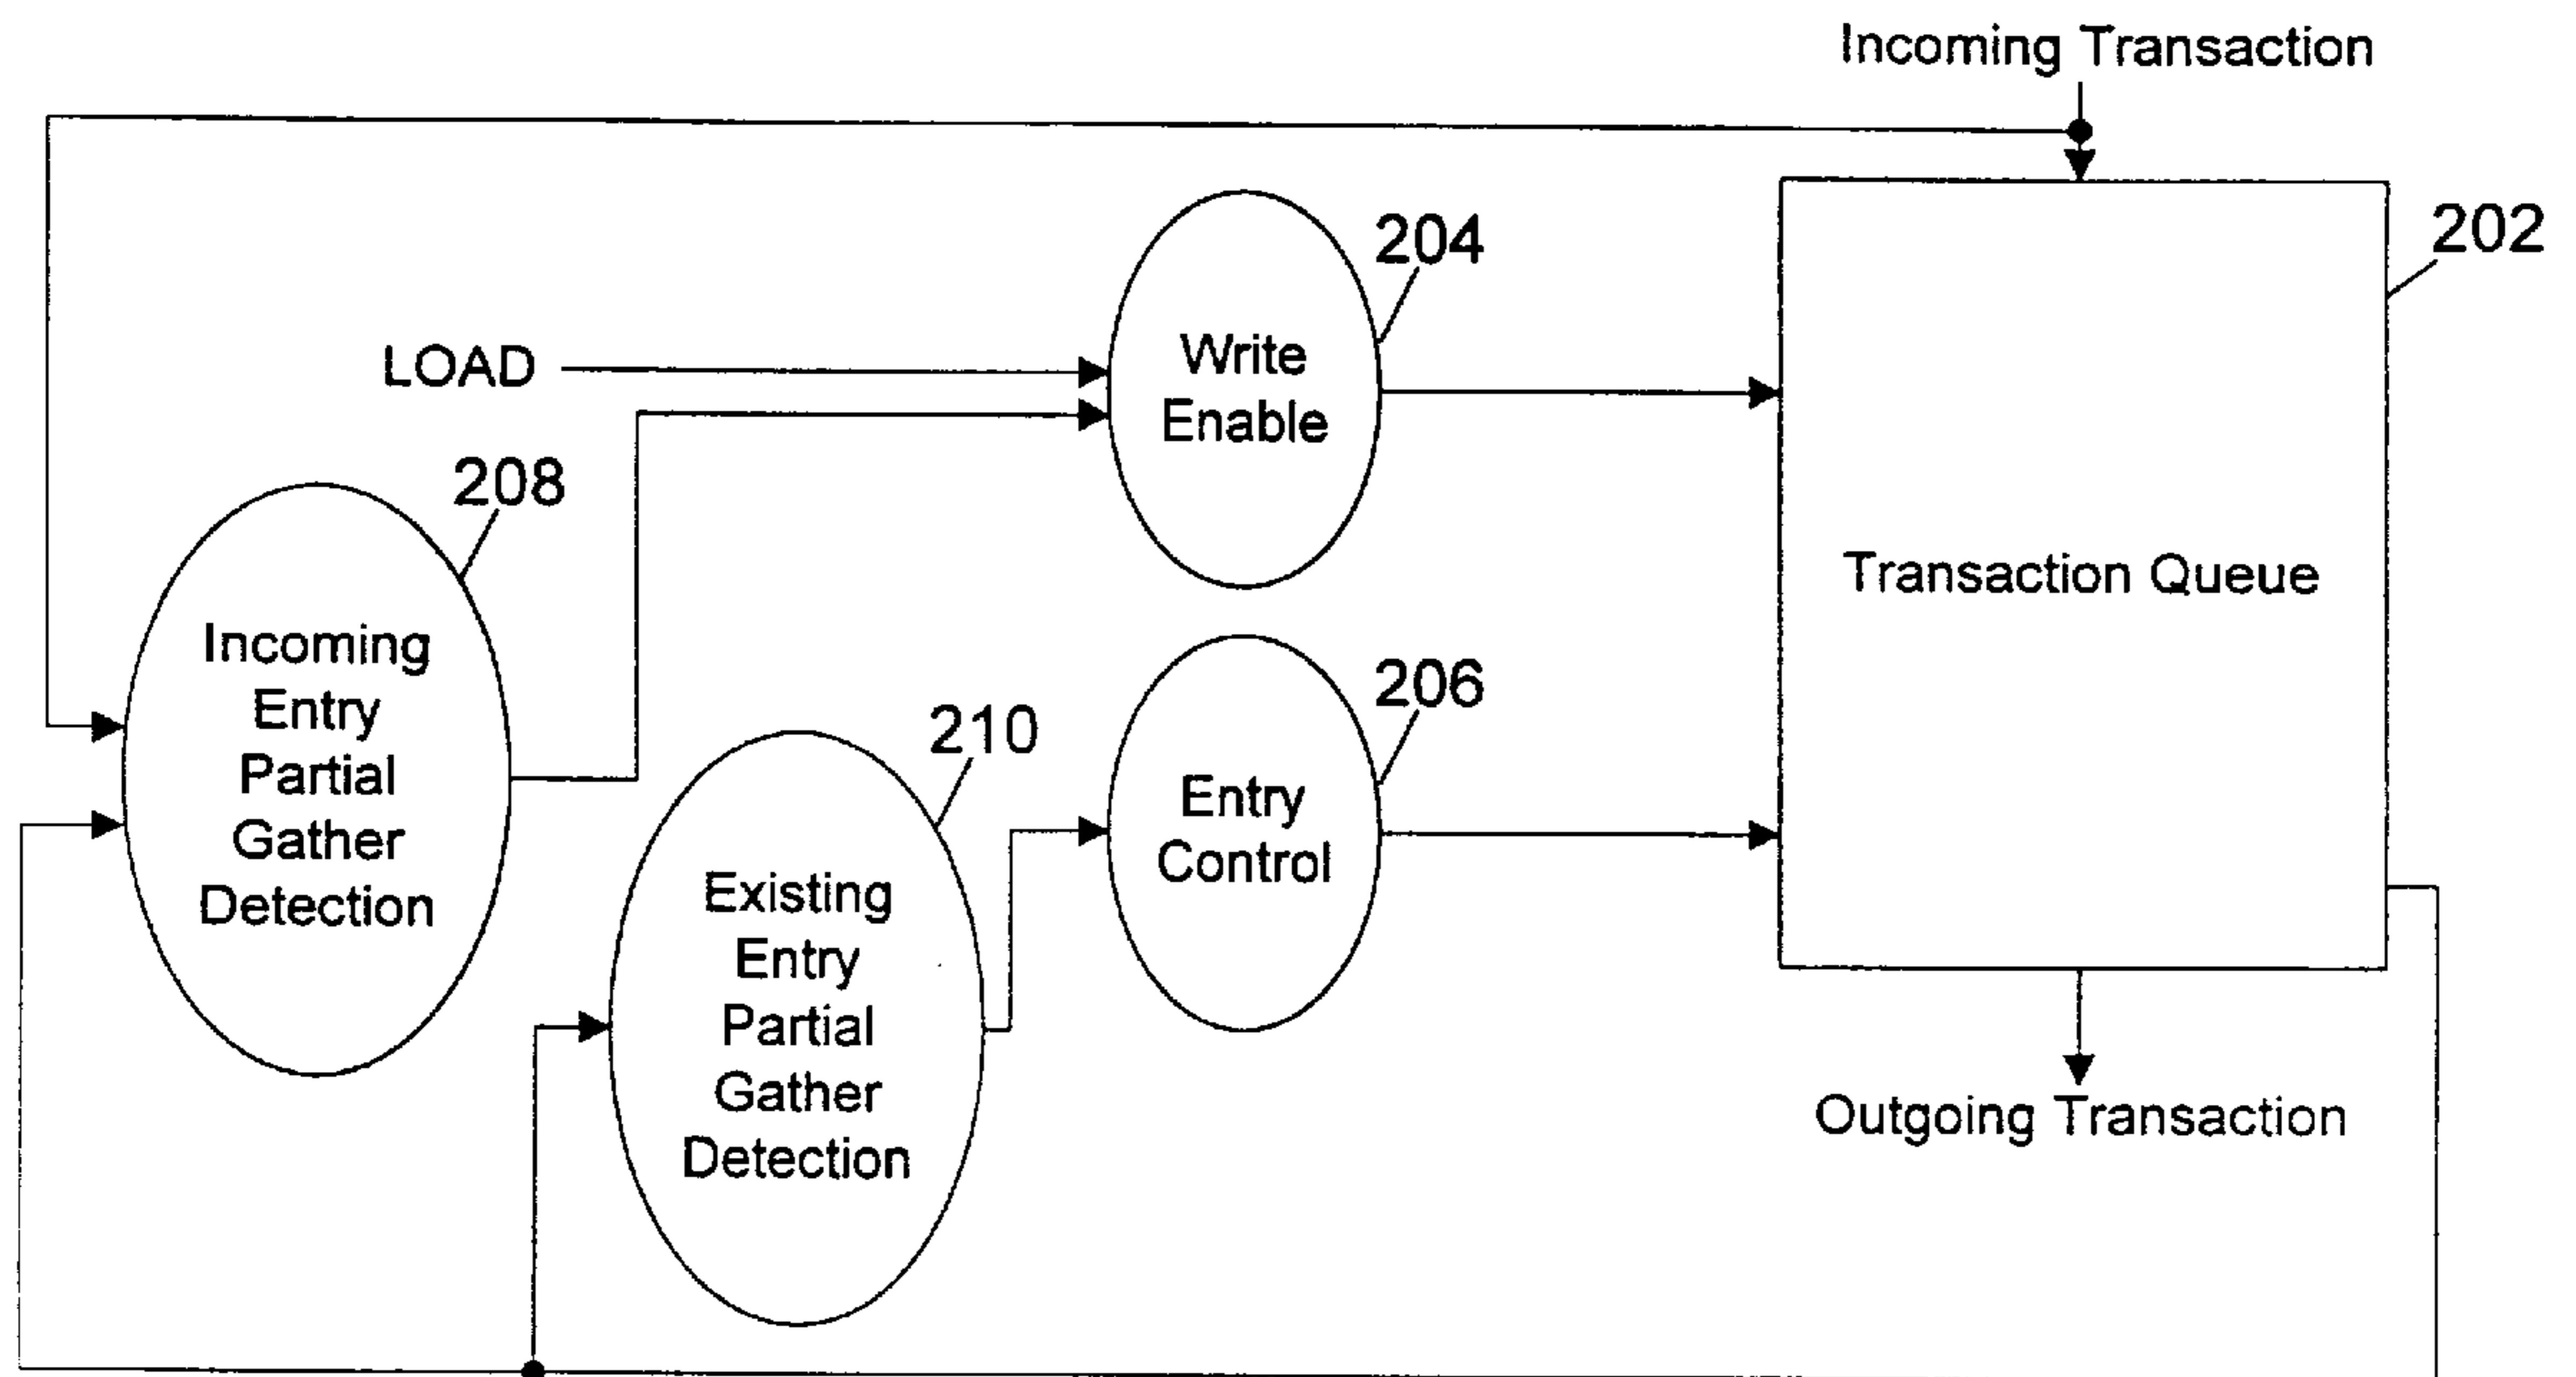 Incoming Transaction
202
204
Write
Enable
LOAD
208
Incoming
Entry
Partial
Gather
Detection
Transaction Queue
206
Entry
Control
210
Existing
Entry
Partial
Gather
Detection
Outgoing Transaction